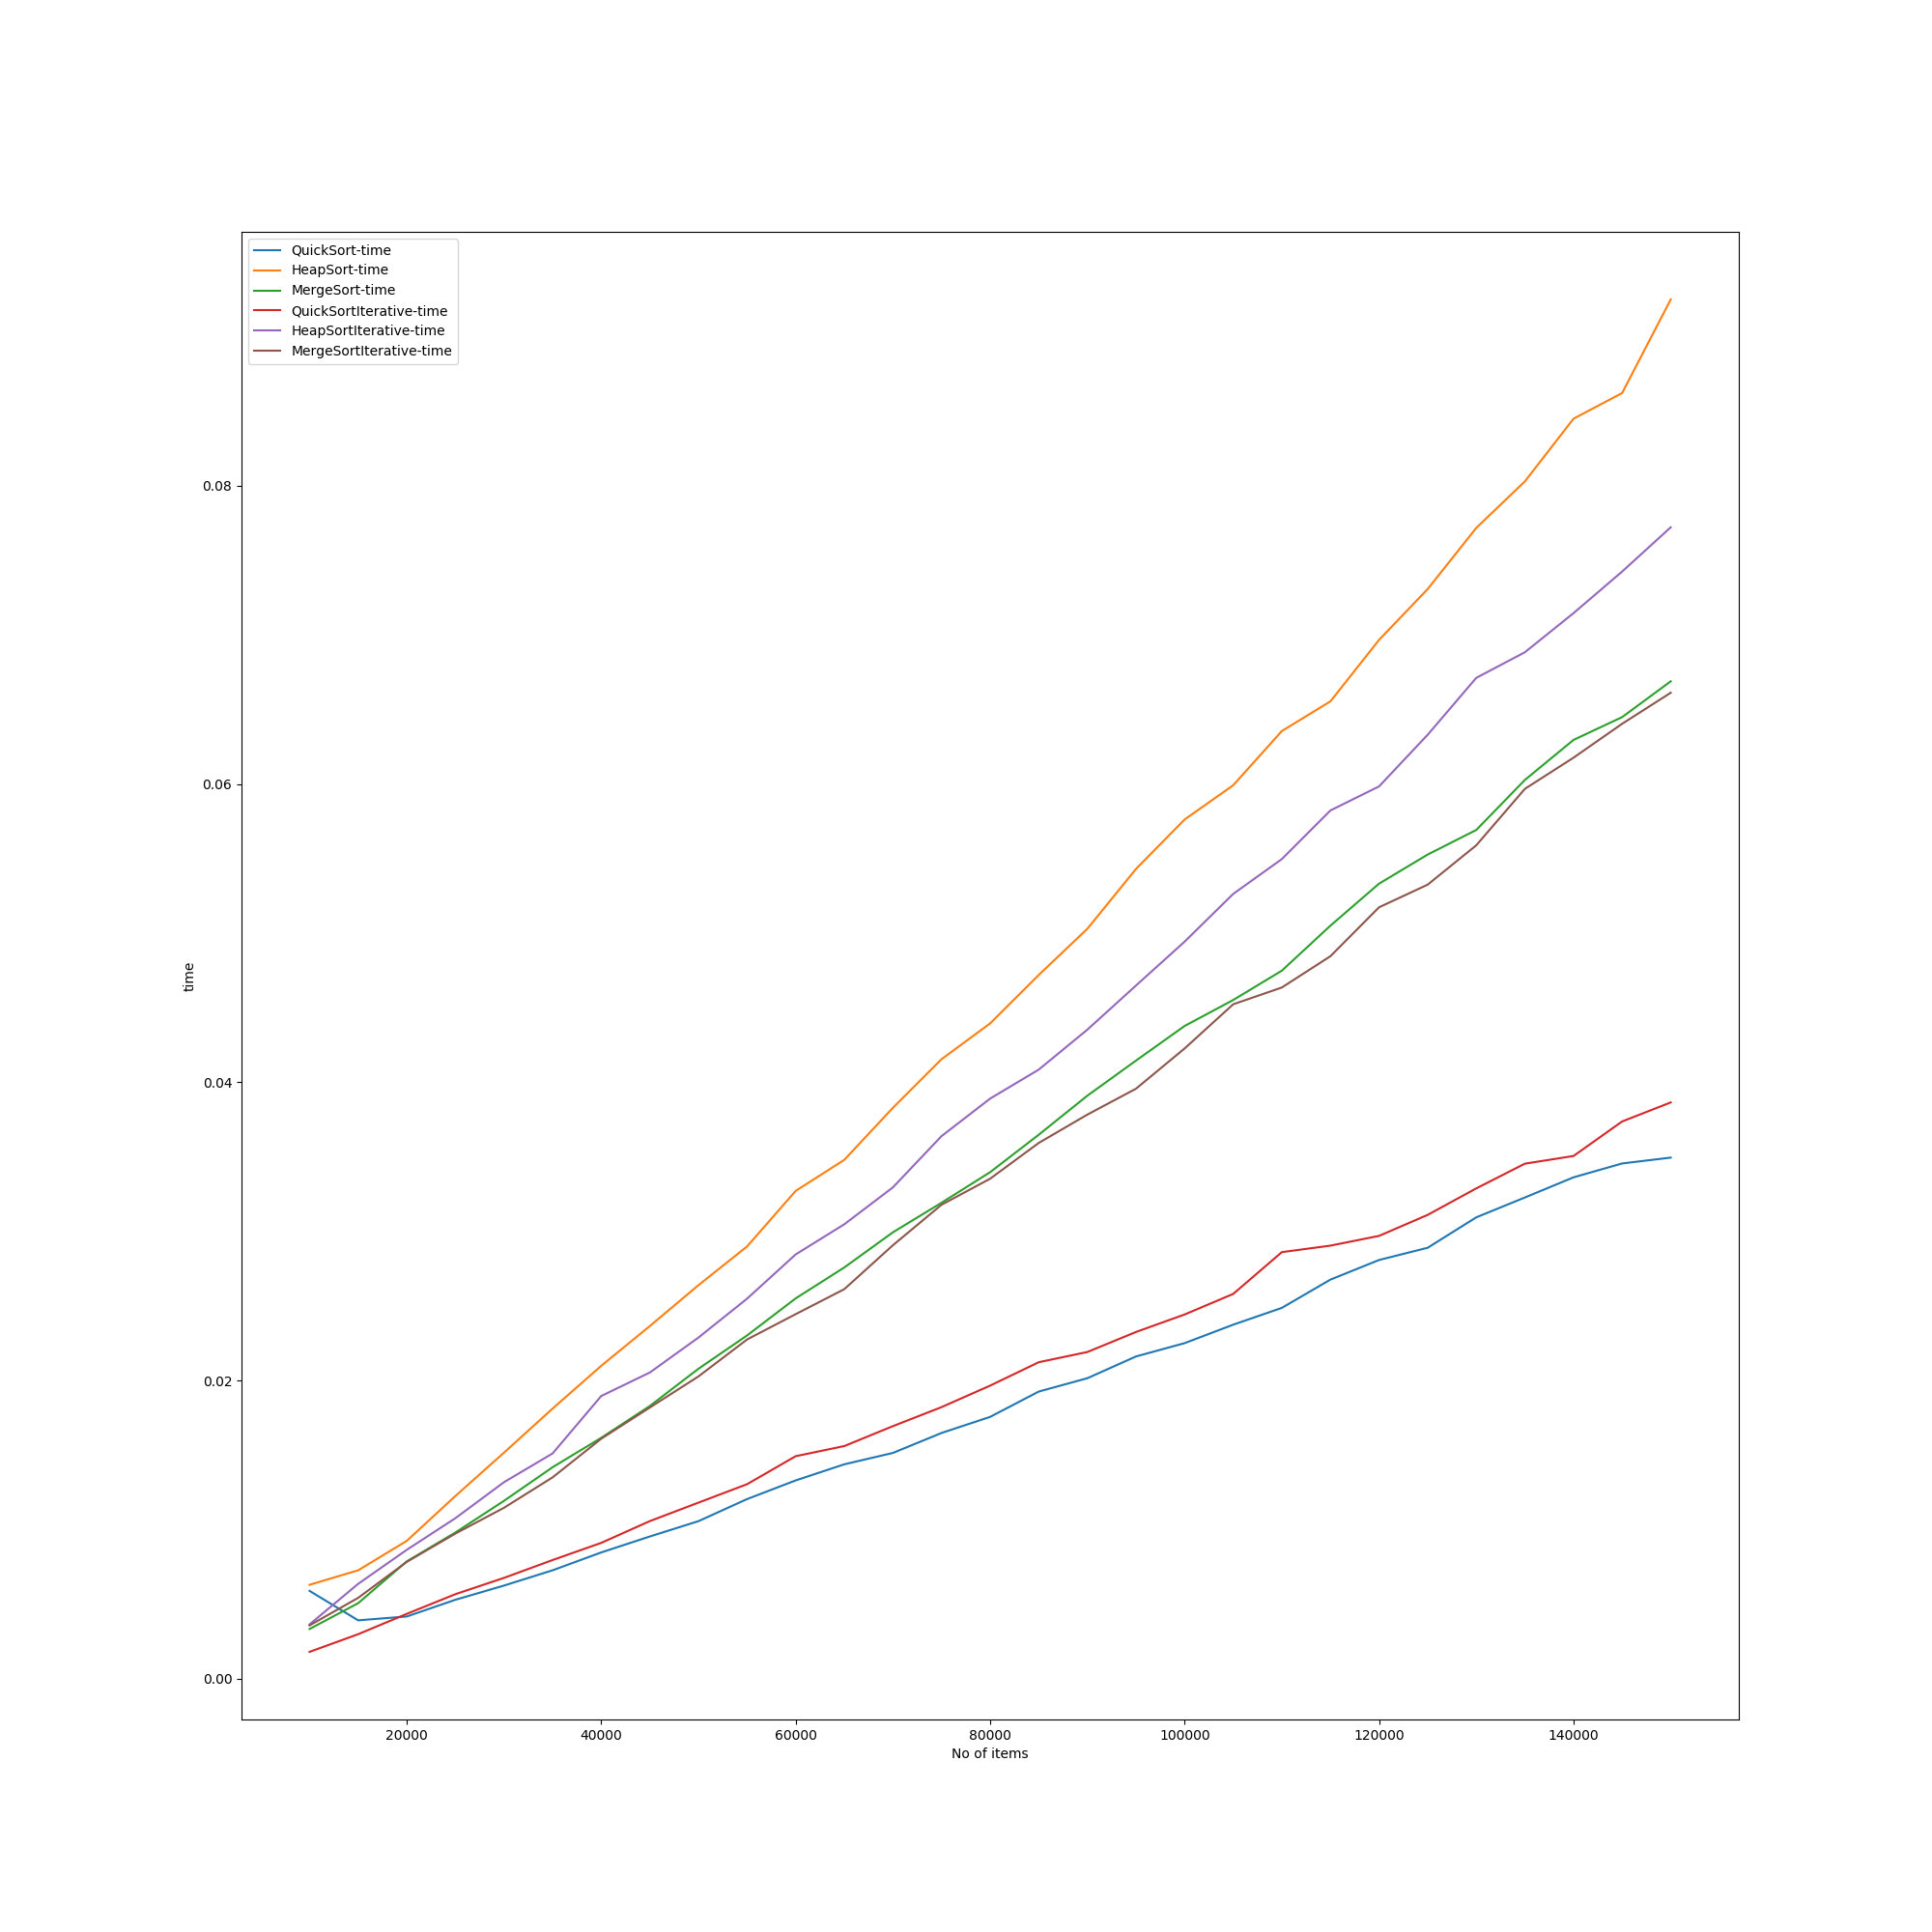 QuickSort-time
HeapSort-time
MergeSort-time
QuickSortIterative-time
HeapSortIterative-time
MergeSortIterative-time
0.08
0.06
time
0.04
0.02
0.00
20000 40000 60000 80000 100000 120000 140000
No of items